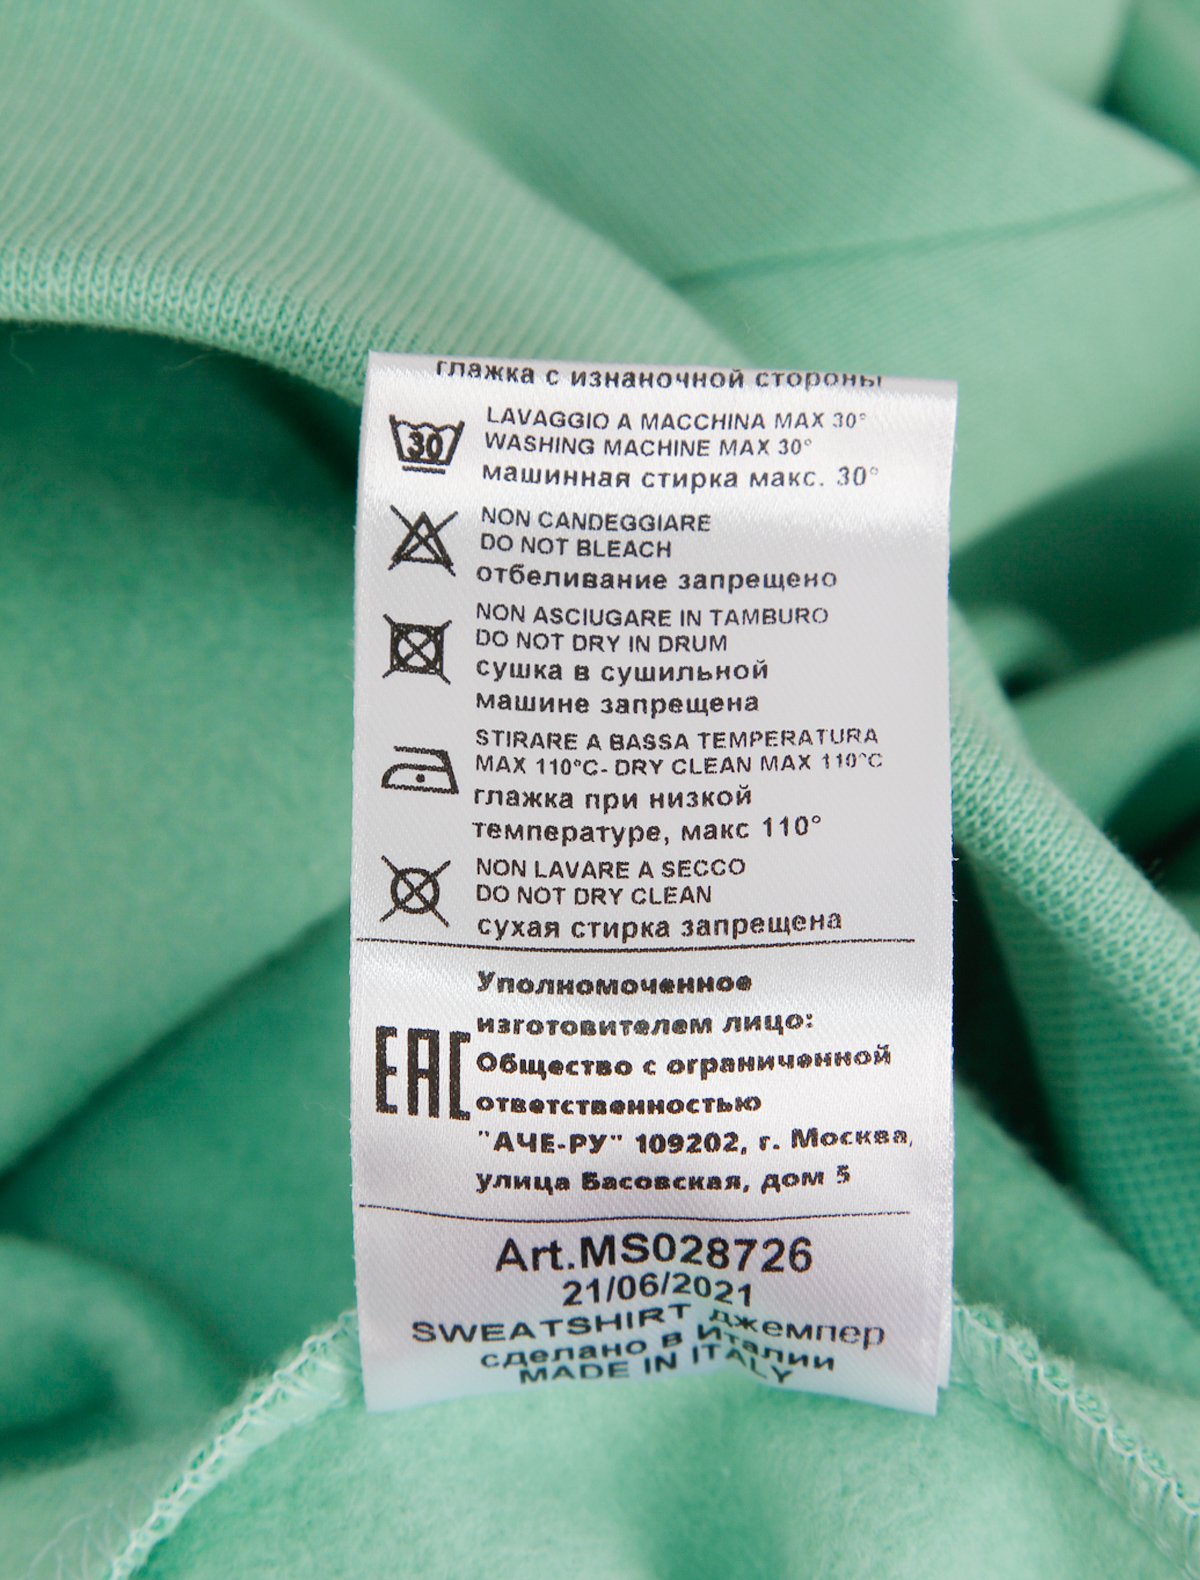 глажка с изнаночной стороны
30
LAVAGGIO A MACCHINA MAX 30°
WASHING MACHINE MAX 30°
машинная стирка макс. 30°
NON CANDEGGIARE
DO NOT BLEACH
отбеливание запрещено
NON ASCIUGARE IN TAMBURO
DO NOT DRY IN DRUM
сушка в сушильной
машине запрещена
STIRARE A BASSA TEMPERATURA
MAX 110°C- DRY CLEAN MAX 110°C
глажка при низкой
температуре, макс 110°
NON LAVARE A SECCO
DO NOT DRY CLEAN
сухая стирка запрещена
Уполномоченное
изготовителем лицо:
EAC
Общество с ограниченной
ответственностью
"АЧЕ-РУ" 109202, г. Москва,
улица Басовская, дом 5
Art.MS028726
21/06/2021
SWEATSHIRT джемпер
сделано в Италии
MADE IN ITALY